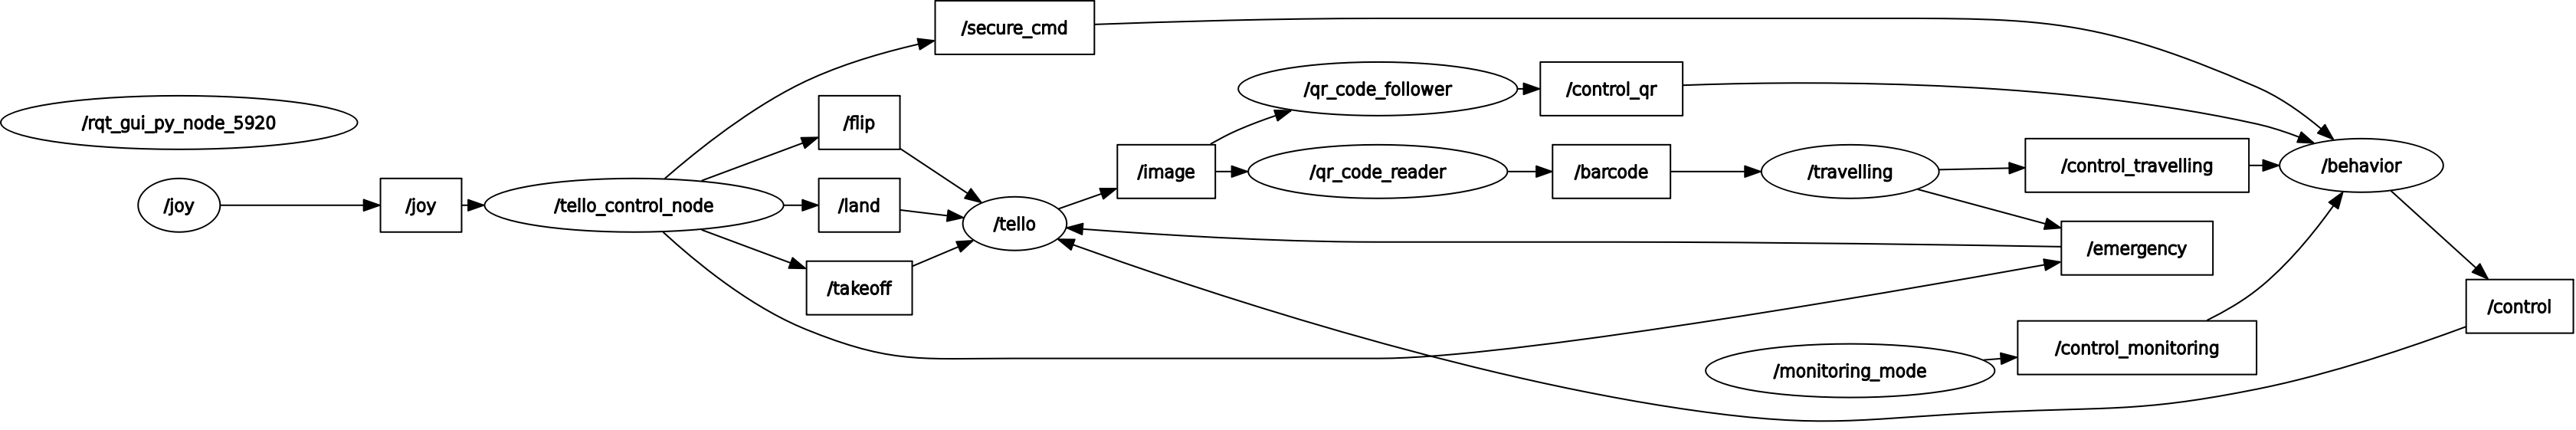 /secure_cmd
/qr_code_follower
/control_qr
/rqt_gui_py_node_5920
/flip
/behavior
/image
/qr_code_reader
/barcode
/travelling
/control_travelling
/joy
/joy
/tello_control_node
/land
/tello
/emergency
/takeoff
/control
/control_monitoring
/monitoring_mode